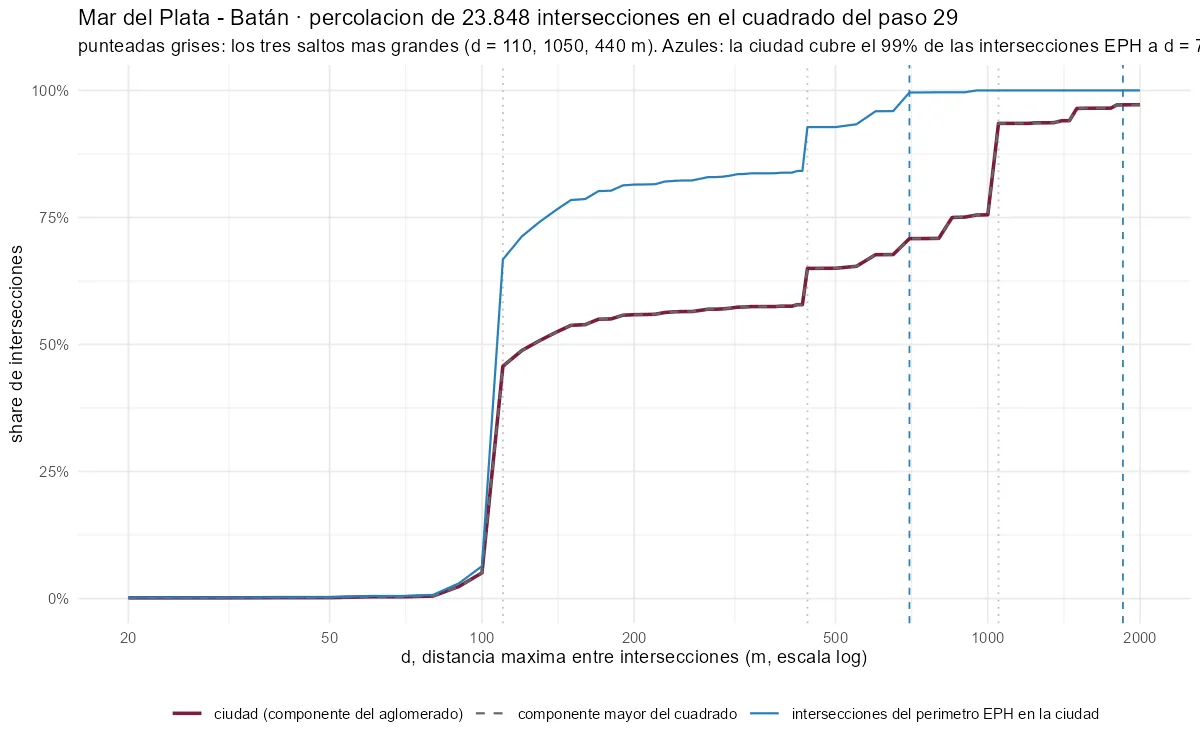 Mar del Plata - Batán · percolacion de 23.848 intersecciones en el cuadrado del paso 29
punteadas grises: los tres saltos mas grandes (d = 110, 1050, 440 m). Azules: la ciudad cubre el 99% de las intersecciones EPH a d = 7
100%
75%
50%
25%
0%
share de intersecciones
20 50 100 200 500 1000 2000
d, distancia maxima entre intersecciones (m, escala log)
ciudad (componente del aglomerado) componente mayor del cuadrado intersecciones del perimetro EPH en la ciudad